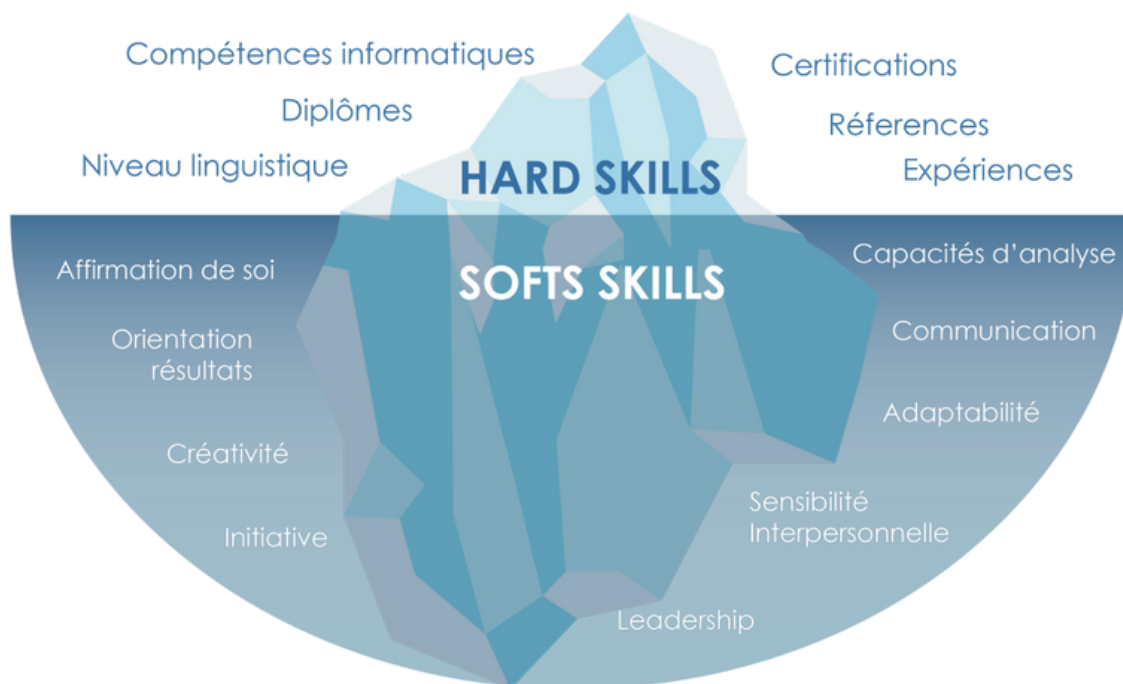 Compétences informatiques
Diplômes
Niveau linguistique
Certifications
Réferences
Expériences
HARD SKILLS
SOFTS SKILLS
Affirmation de soi
Orientation
résultats
Créativité
Initiative
Capacités d’analyse
Communication
Adaptabilité
Sensibilité
Interpersonnelle
Leadership